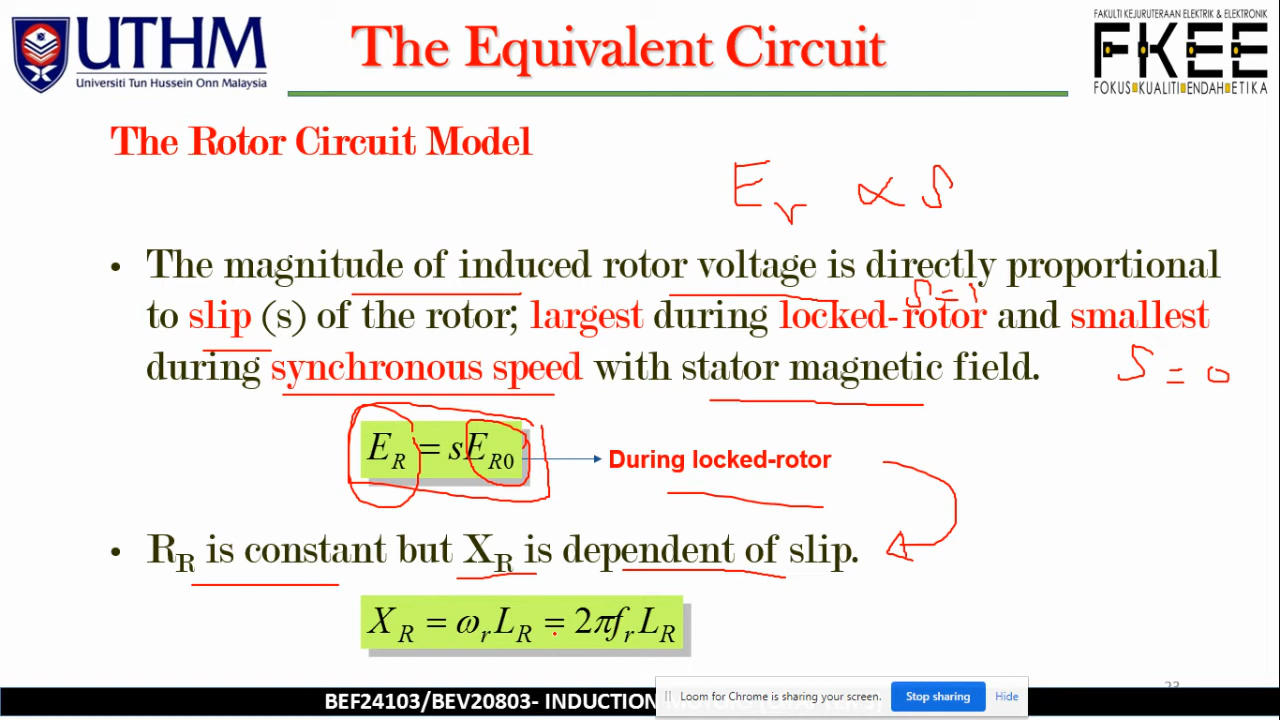 UTHM
Universiti Tun Hussein Onn Malaysia
The Equivalent Circuit
FAKULTI KEJURUTERAAN ELEKTRIK & ELEKTRONIK
FKEE
FOKUS KUALITI ENDAH ETIKA
The Rotor Circuit Model
E_r ∝ s
• The magnitude of induced rotor voltage is directly proportional
s = 1
to slip (s) of the rotor; largest during locked-rotor and smallest
during synchronous speed with stator magnetic field.
s = 0
E_R = sE_R0
During locked-rotor
• R_R is constant but X_R is dependent of slip.
X_R = ω_r L_R = 2πf_r L_R
BEF24103/BEV20803- INDUCTION
Loom for Chrome is sharing your screen.
Stop sharing
Hide